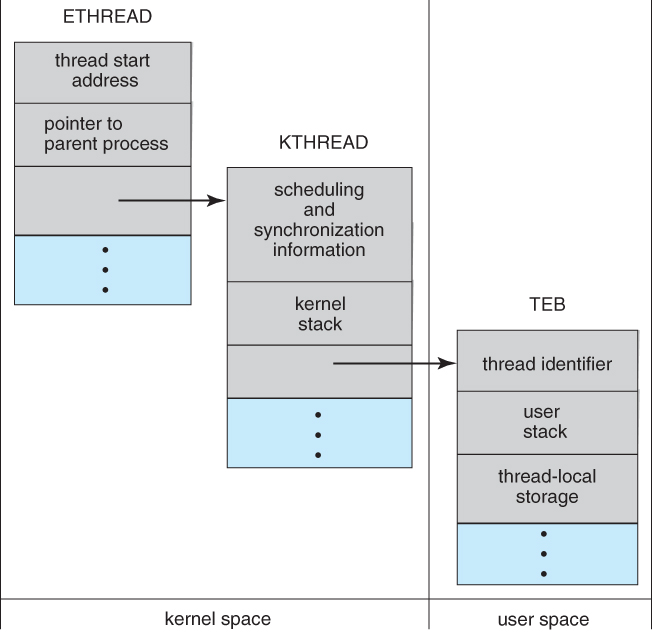 ETHREAD
thread start
address
pointer to
parent process
KTHREAD
scheduling
and
synchronization
information
kernel
stack
TEB
thread identifier
user
stack
thread-local
storage
kernel space
user space